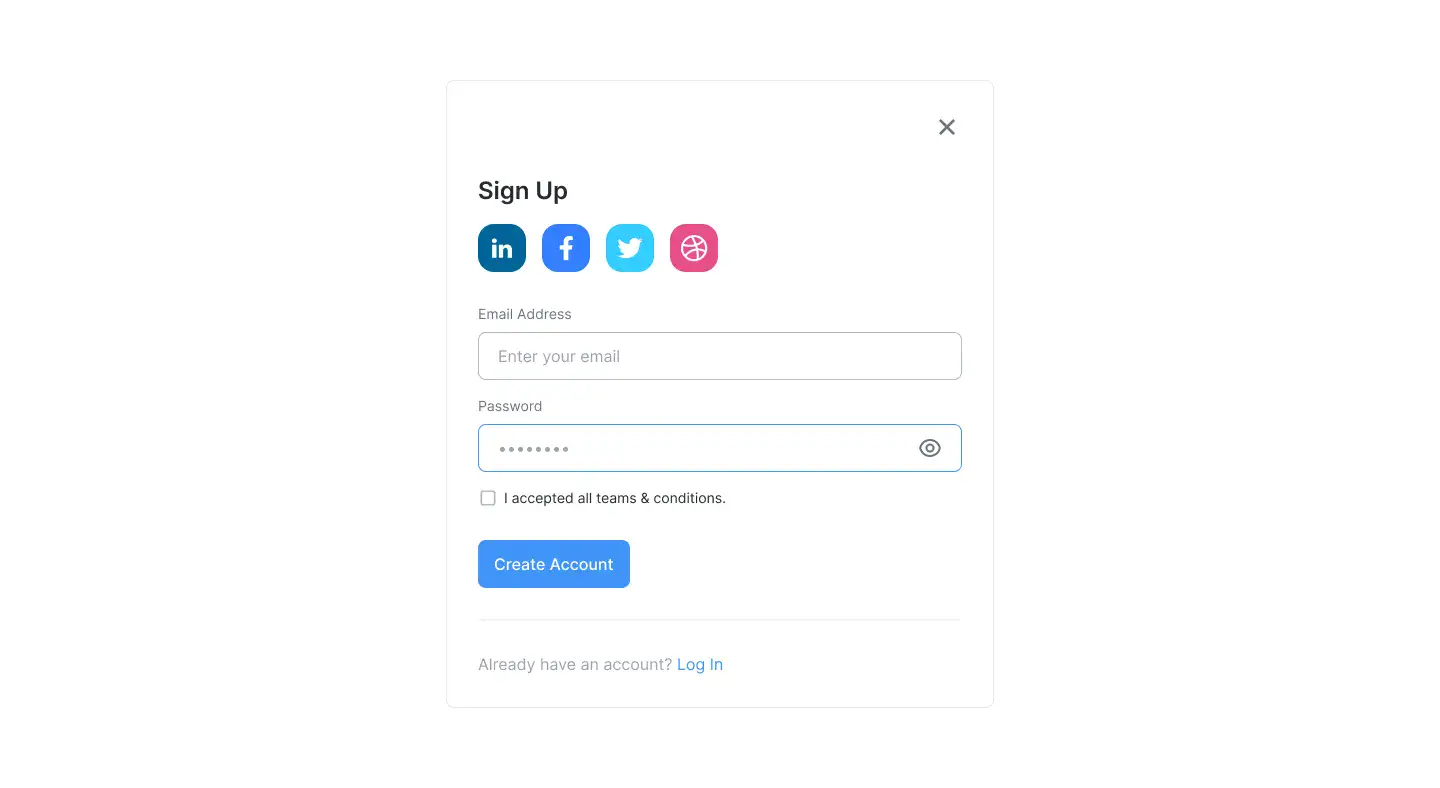 Sign Up
in
f
Email Address
Enter your email
Password
••••••••
I accepted all teams & conditions.
Create Account
Already have an account? Log In